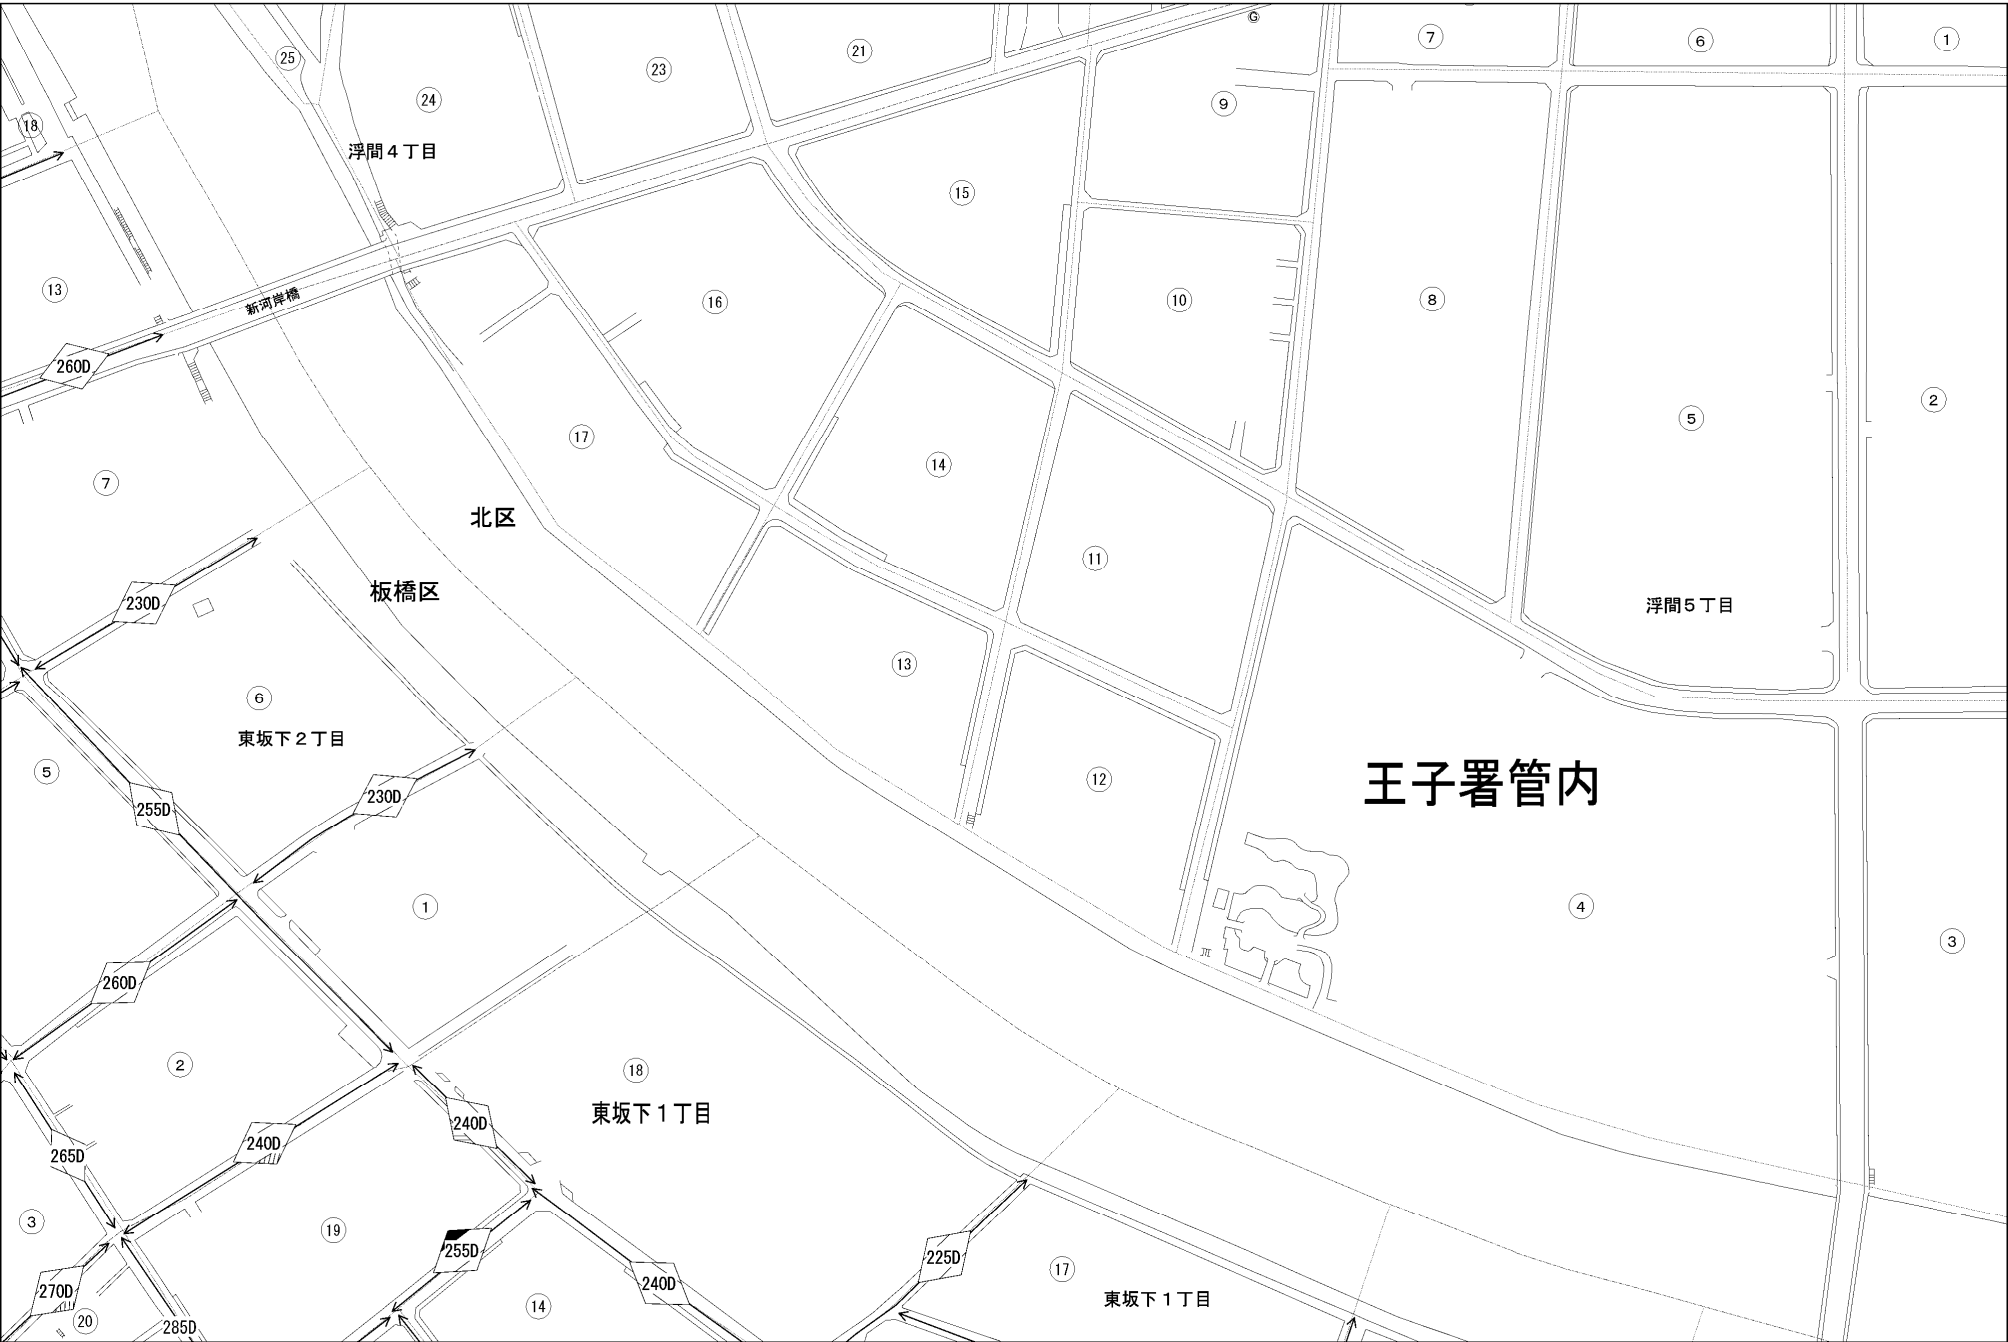 Ⓖ
⑦
⑥
①
㉑
㉕
㉓
㉔
⑨
⑱
浮間４丁目
⑮
⑬
新河岸橋
⑯
⑩
⑧
260D
②
⑤
⑰
⑭
⑦
北区
⑪
板橋区
230D
浮間５丁目
⑬
⑥
東坂下２丁目
⑤
⑫
王子署管内
230D
255D
①
④
③
260D
②
⑱
東坂下１丁目
240D
240D
265D
③
⑲
255D
225D
⑰
240D
270D
東坂下１丁目
⑭
⑳
285D